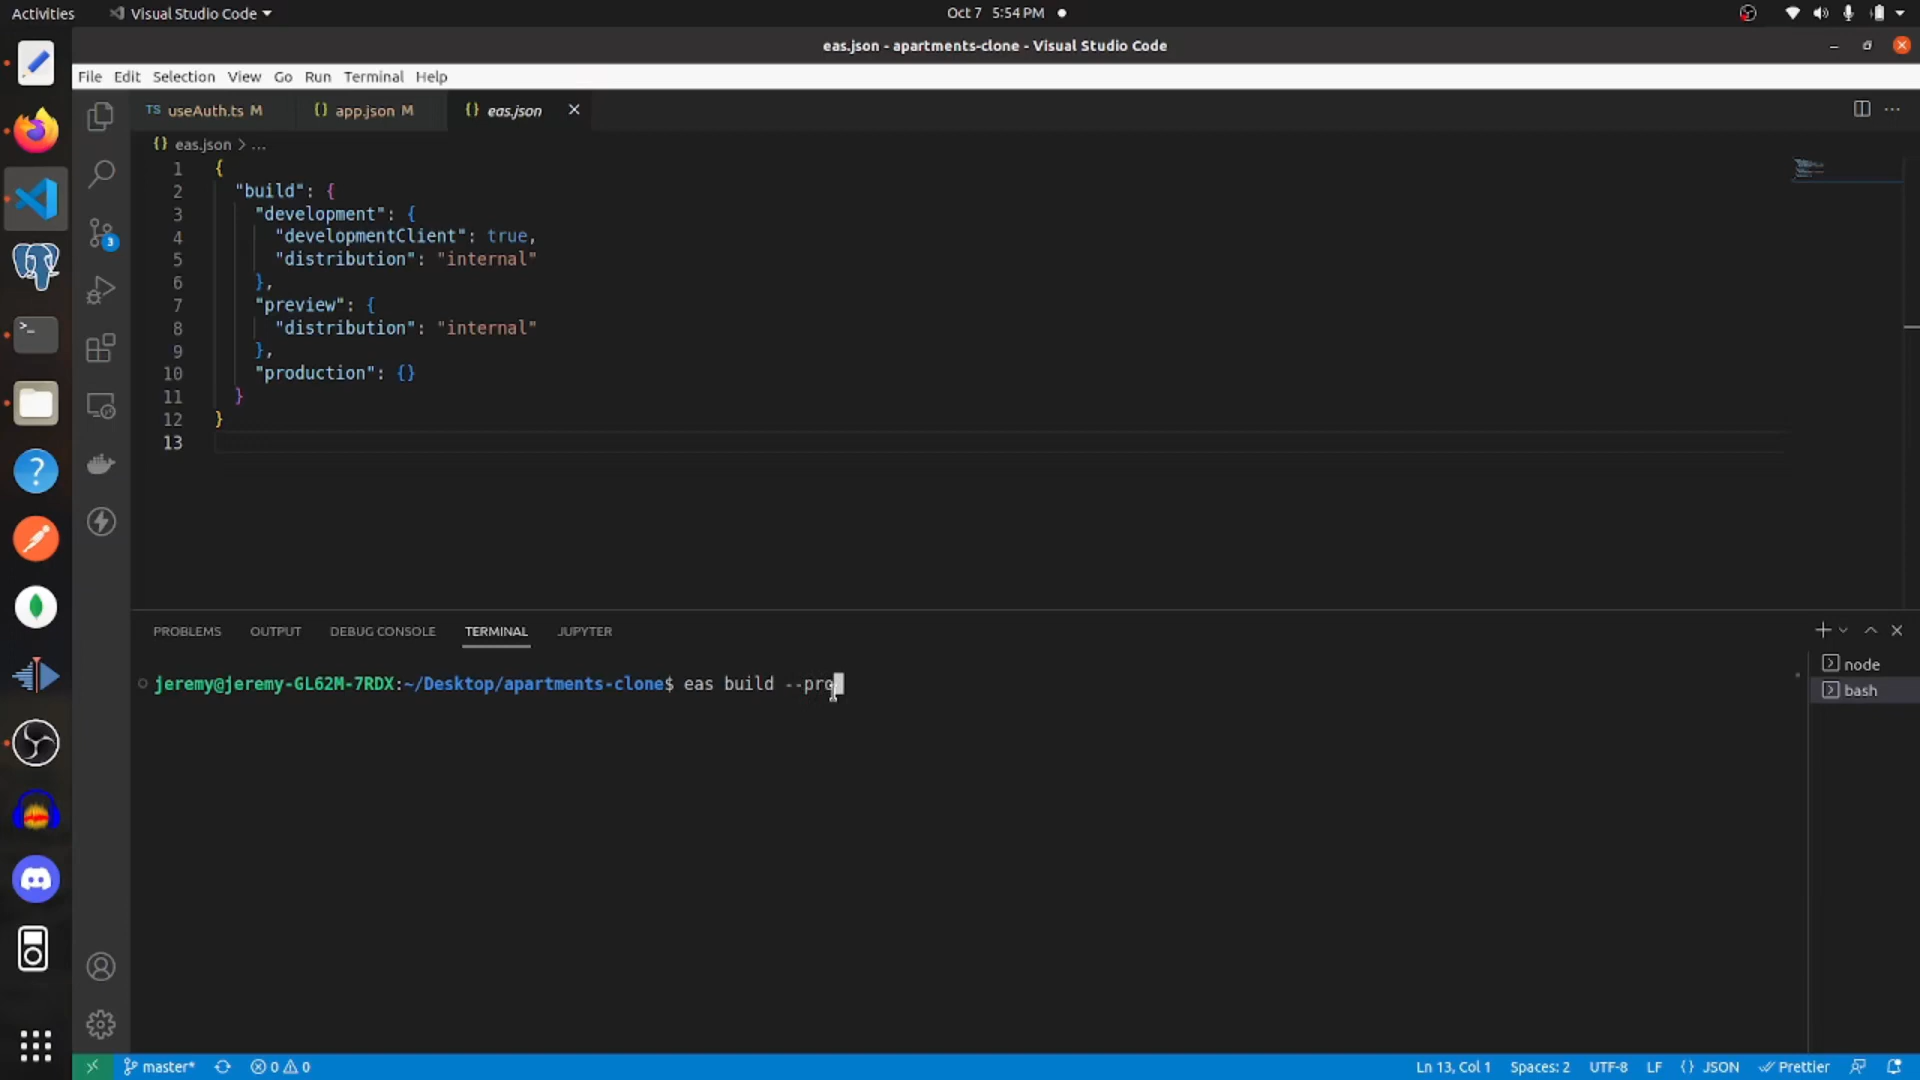 Activities Visual Studio Code Oct 7 5:54 PM
eas.json - apartments-clone - Visual Studio Code
File Edit Selection View Go Run Terminal Help
TS useAuth.ts M {} app.json M {} eas.json
{} eas.json > ...
1 {
2 "build": {
3 "development": {
4 "developmentClient": true,
5 "distribution": "internal"
6 },
7 "preview": {
8 "distribution": "internal"
9 },
10 "production": {}
11 }
12 }
13
3
PROBLEMS OUTPUT DEBUG CONSOLE TERMINAL JUPYTER
node
bash
jeremy@jeremy-GL62M-7RDX:~/Desktop/apartments-clone$ eas build --pro
master* 0 0 Ln 13, Col 1 Spaces: 2 UTF-8 LF {} JSON Prettier